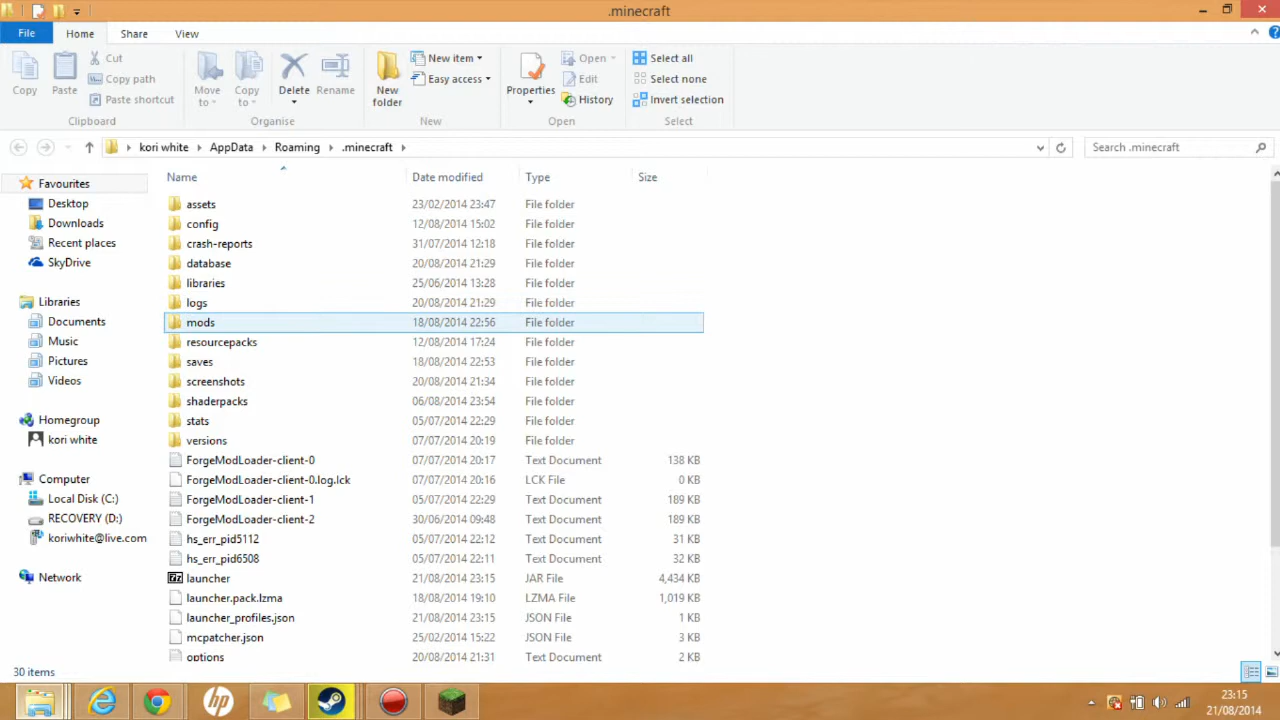 .minecraft
File Home Share View
Copy
Paste
Cut
Copy path
Paste shortcut
Clipboard
Move to
Copy to
Delete
Rename
Organise
New folder
New item
Easy access
New
Properties
Open
Edit
History
Open
Select all
Select none
Invert selection
Select
kori white AppData Roaming .minecraft
Search .minecraft
Favourites
Desktop
Downloads
Recent places
SkyDrive
Libraries
Documents
Music
Pictures
Videos
Homegroup
kori white
Computer
Local Disk (C:)
RECOVERY (D:)
koriwhite@live.com
Network
Name Date modified Type Size
assets 23/02/2014 23:47 File folder
config 12/08/2014 15:02 File folder
crash-reports 31/07/2014 12:18 File folder
database 20/08/2014 21:29 File folder
libraries 25/06/2014 13:28 File folder
logs 20/08/2014 21:29 File folder
mods 18/08/2014 22:56 File folder
resourcepacks 12/08/2014 17:24 File folder
saves 18/08/2014 22:53 File folder
screenshots 20/08/2014 21:34 File folder
shaderpacks 06/08/2014 23:54 File folder
stats 05/07/2014 22:29 File folder
versions 07/07/2014 20:19 File folder
ForgeModLoader-client-0 07/07/2014 20:17 Text Document 138 KB
ForgeModLoader-client-0.log.lck 07/07/2014 20:16 LCK File 0 KB
ForgeModLoader-client-1 05/07/2014 22:29 Text Document 189 KB
ForgeModLoader-client-2 30/06/2014 09:48 Text Document 189 KB
hs_err_pid5112 05/07/2014 22:12 Text Document 31 KB
hs_err_pid6508 05/07/2014 22:11 Text Document 32 KB
launcher 21/08/2014 23:15 JAR File 4,434 KB
launcher.pack.lzma 18/08/2014 19:10 LZMA File 1,019 KB
launcher_profiles.json 21/08/2014 23:15 JSON File 1 KB
mcpatcher.json 25/02/2014 15:22 JSON File 3 KB
options 20/08/2014 21:31 Text Document 2 KB
30 items
hp
23:15
21/08/2014